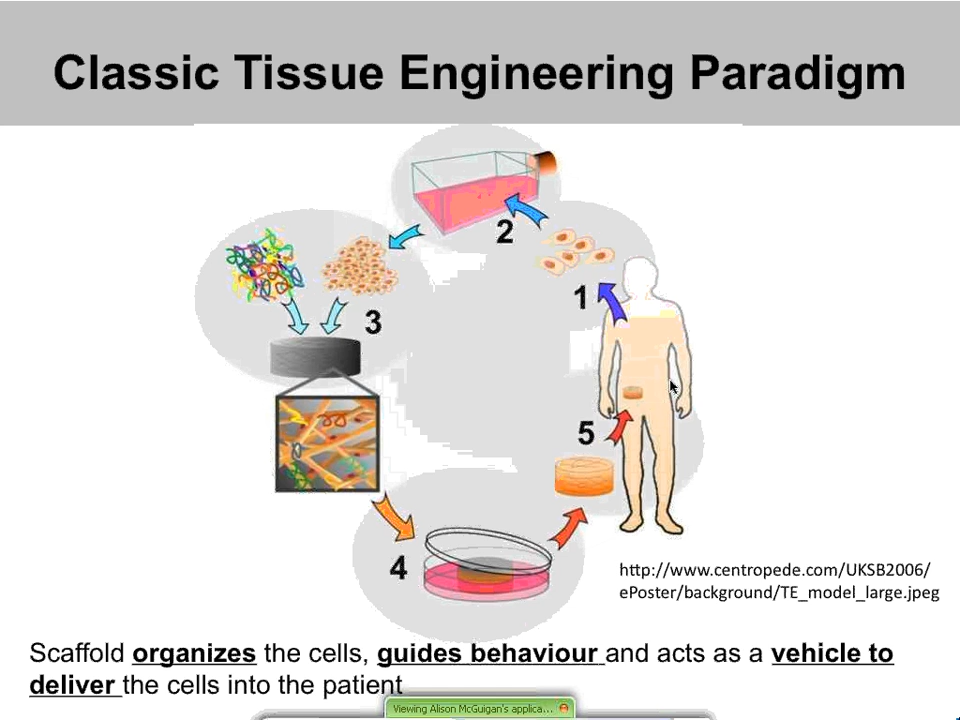 Classic Tissue Engineering Paradigm
2
1
3
5
4
http://www.centropede.com/UKSB2006/
ePoster/background/TE_model_large.jpeg
Scaffold organizes the cells, guides behaviour and acts as a vehicle to
deliver the cells into the patient
Viewing Alison McGuigan's applica...